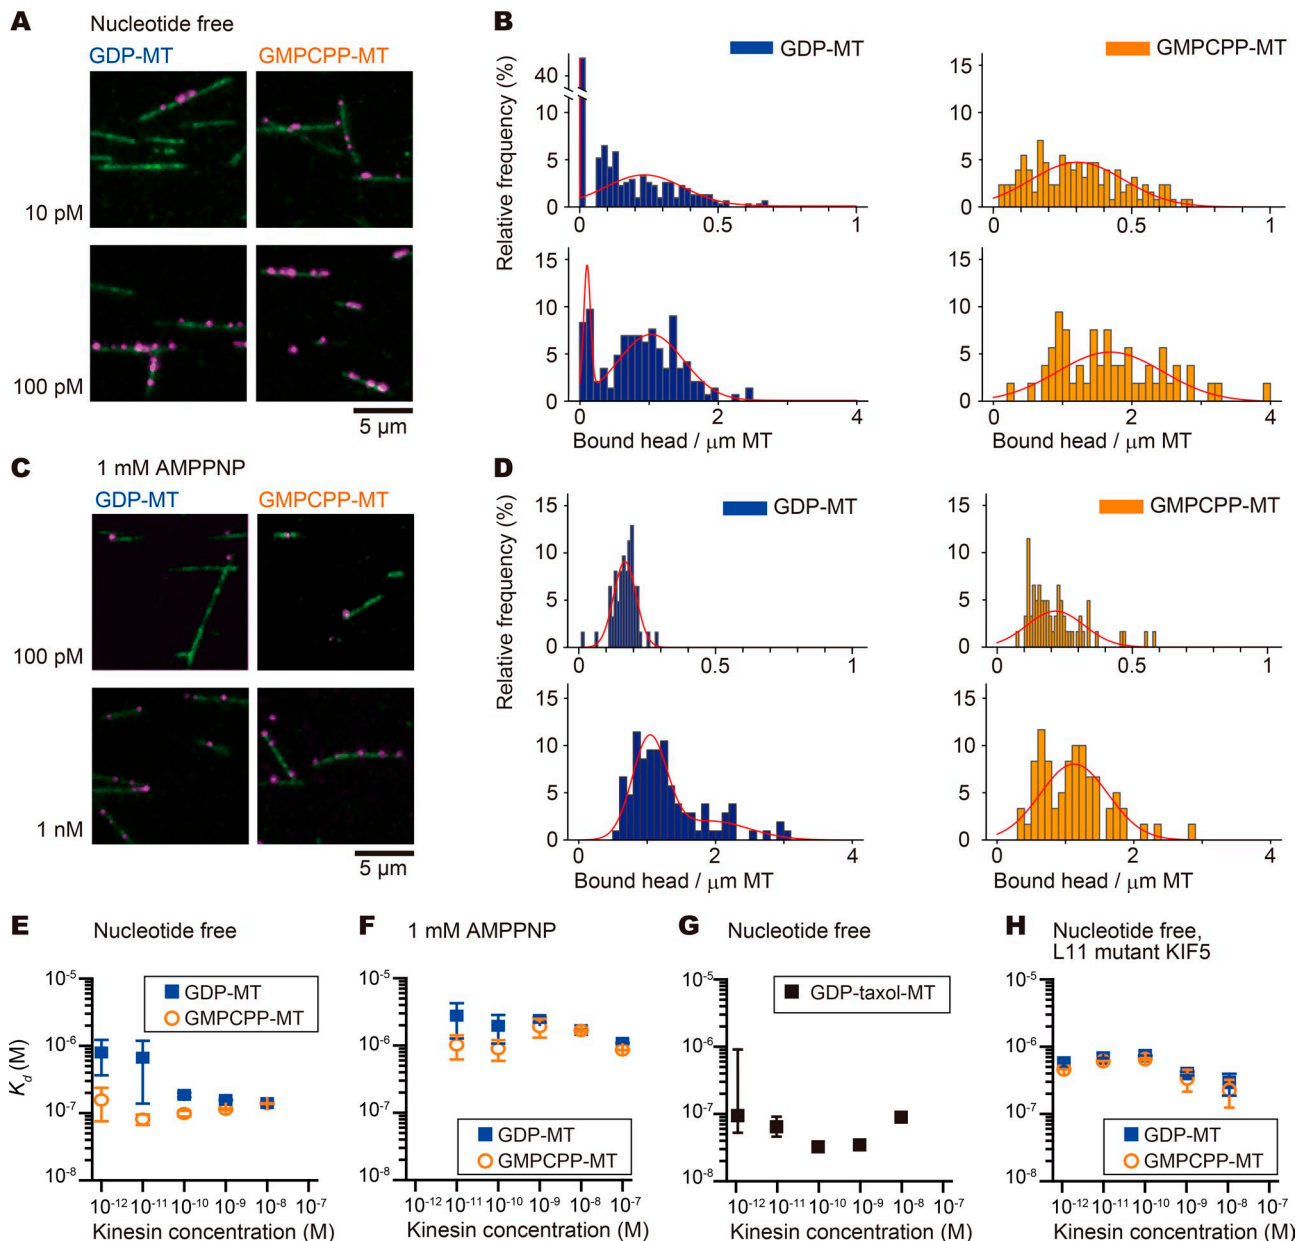 A Nucleotide free
GDP-MT GMPCPP-MT
10 pM
100 pM
5 μm
B
GDP-MT
GMPCPP-MT
Relative frequency (%)
40
10
5
0
0 0.5 1
15
10
5
0
0 0.5 1
15
10
5
0
0 1 2 4
Bound head / μm MT
15
10
5
0
0 2 4
Bound head / μm MT
C 1 mM AMPPNP
GDP-MT GMPCPP-MT
100 pM
1 nM
5 μm
D
GDP-MT
GMPCPP-MT
Relative frequency (%)
15
10
5
0
0 0.5 1
15
10
5
0
0 0.5 1
15
10
5
0
0 2 4
Bound head / μm MT
15
10
5
0
0 2 4
Bound head / μm MT
E Nucleotide free
GDP-MT
GMPCPP-MT
Kd (M)
10-5
10-6
10-7
10-8
10-12 10-11 10-10 10-9 10-8 10-7
Kinesin concentration (M)
F 1 mM AMPPNP
10-5
10-6
10-7
10-8
GDP-MT
GMPCPP-MT
10-12 10-11 10-10 10-9 10-8 10-7
Kinesin concentration (M)
G Nucleotide free
GDP-taxol-MT
10-5
10-6
10-7
10-8
10-12 10-11 10-10 10-9 10-8 10-7
Kinesin concentration (M)
H Nucleotide free,
L11 mutant KIF5
10-5
10-6
10-7
10-8
GDP-MT
GMPCPP-MT
10-12 10-11 10-10 10-9 10-8 10-7
Kinesin concentration (M)